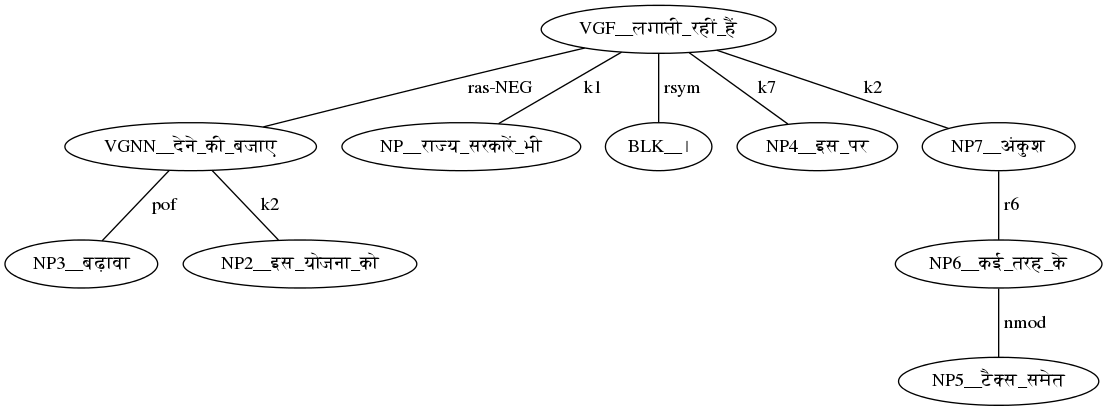 VGF__लगाती_रहीं_हैं
ras-NEG k1 rsym k7 k2
VGNN__देने_की_बजाए NP__राज्य_सरकारें_भी BLK__। NP4__इस_पर NP7__अंकुश
pof k2 r6
NP3__बढ़ावा NP2__इस_योजना_को NP6__कई_तरह_के
nmod
NP5__टैक्स_समेत